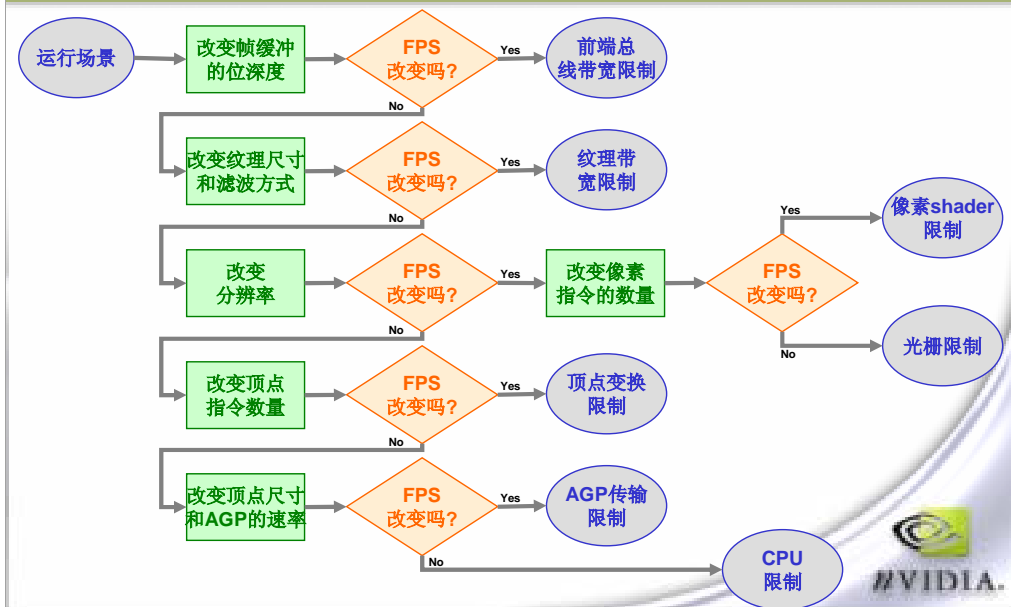 运行场景
改变帧缓冲
的位深度
FPS
改变吗?
Yes
前端总
线带宽限制
No
改变纹理尺寸
和滤波方式
FPS
改变吗?
Yes
纹理带
宽限制
No
改变
分辨率
FPS
改变吗?
Yes
改变像素
指令的数量
FPS
改变吗?
Yes
像素shader
限制
No
光栅限制
No
改变顶点
指令数量
FPS
改变吗?
Yes
顶点变换
限制
No
改变顶点尺寸
和AGP的速率
FPS
改变吗?
Yes
AGP传输
限制
No
CPU
限制
NVIDIA.